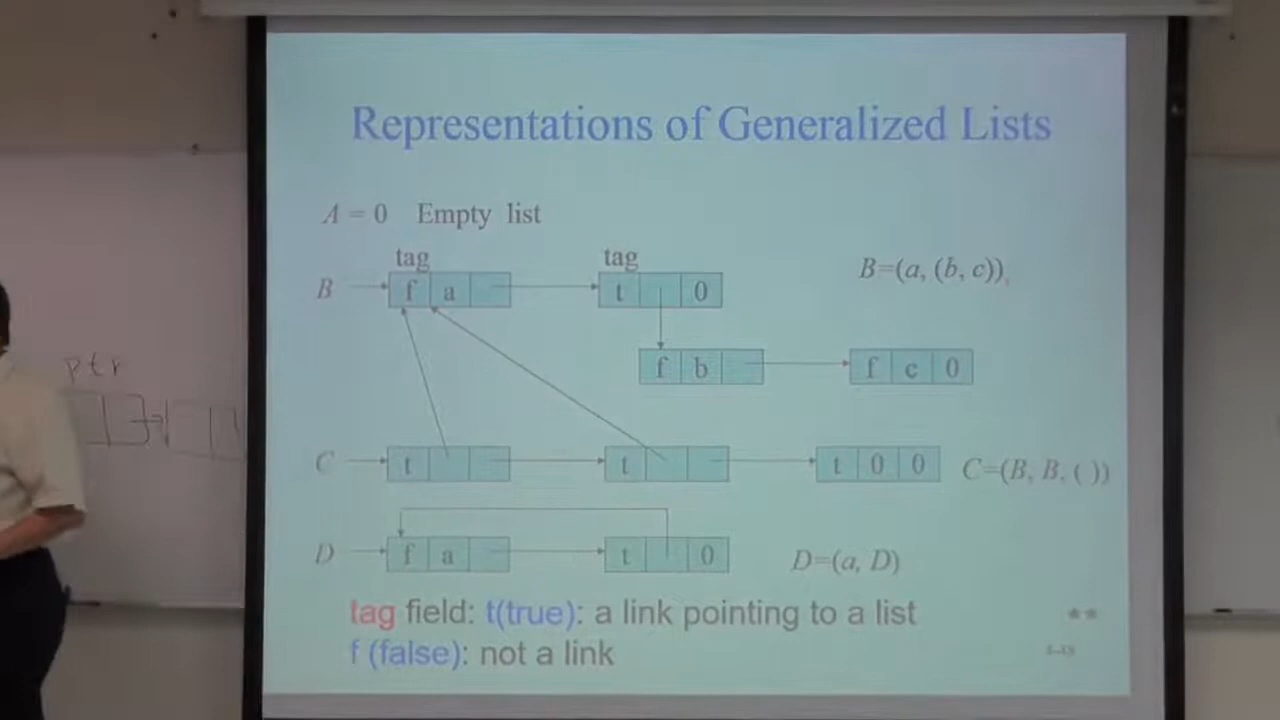 Representations of Generalized Lists
A = 0 Empty list
tag tag
B f a t 0 B=(a, (b, c)),
f b f c 0
ptr
C t t t 0 0 C=(B, B, ( ))
D f a t 0 D=(a, D)
tag field: t(true): a link pointing to a list
f (false): not a link